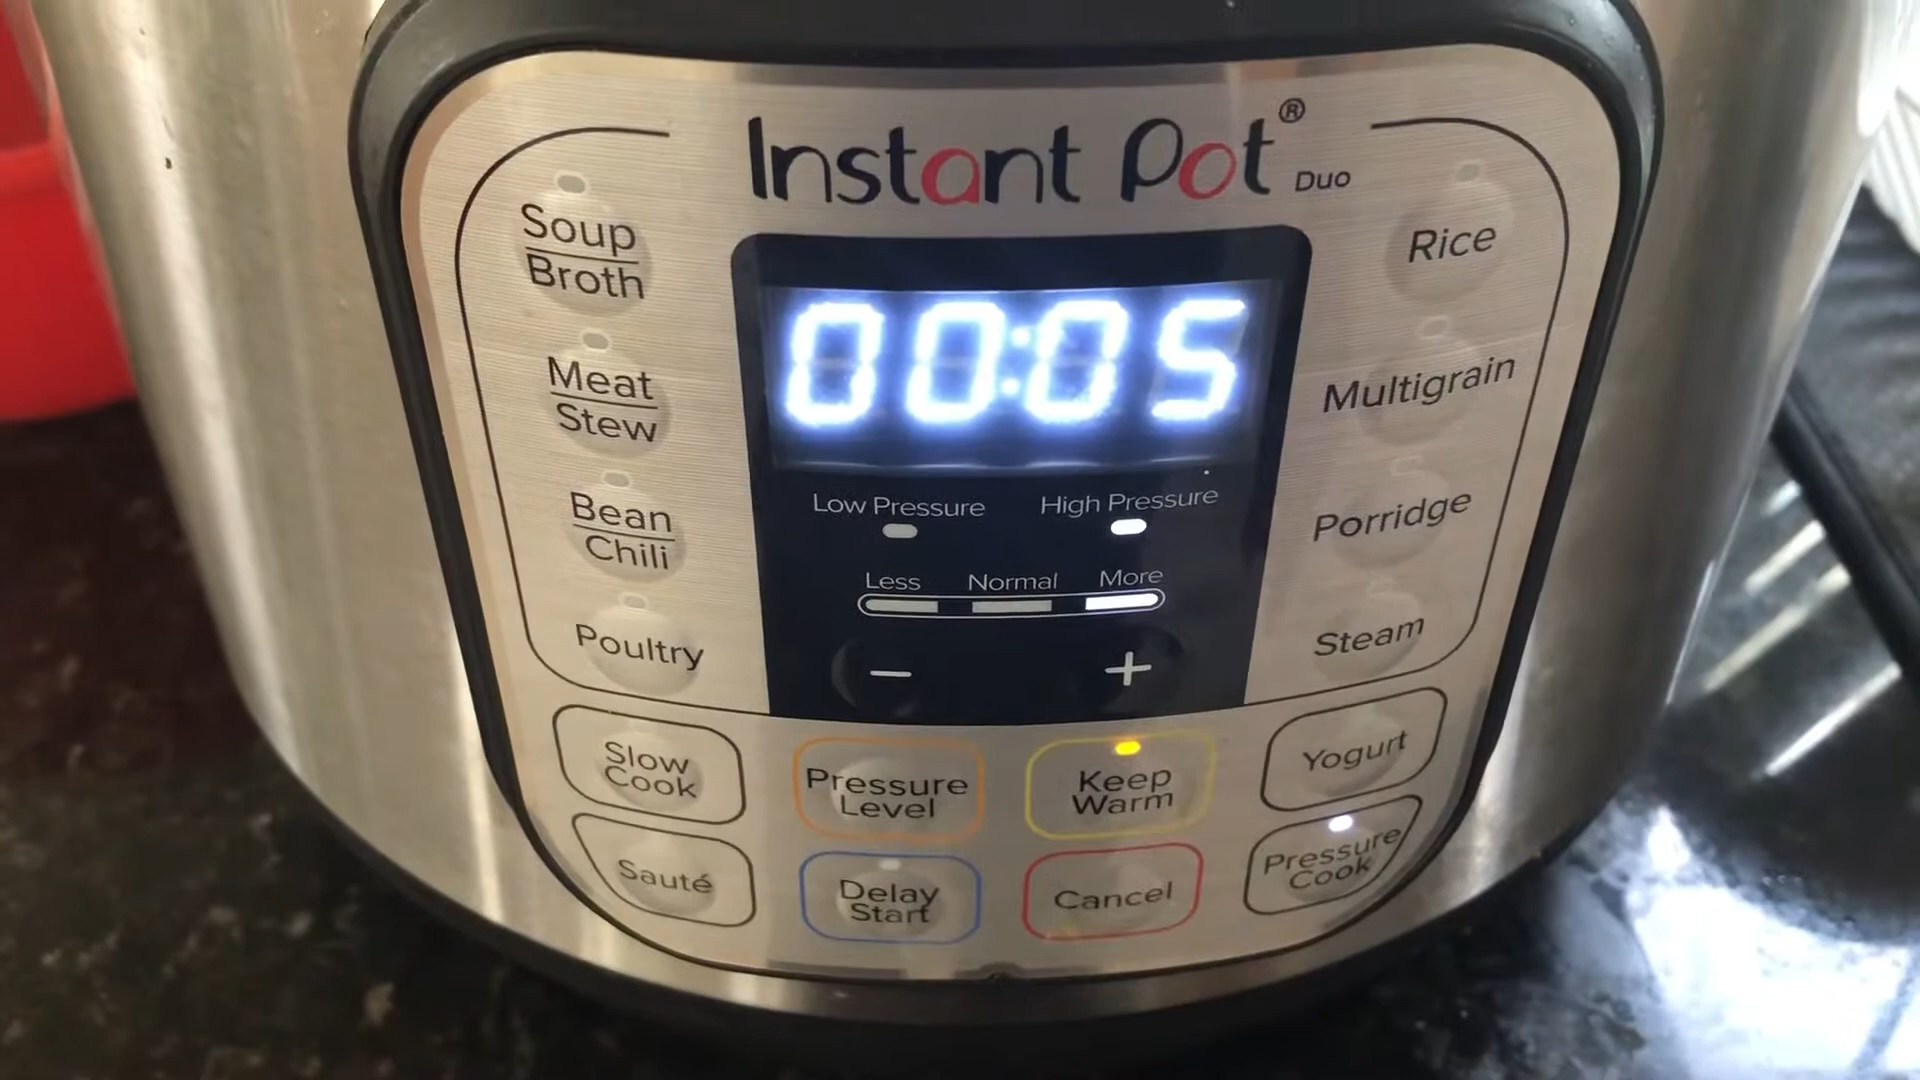 Instant Pot® Duo
Soup
Broth
Meat
Stew
Bean
Chili
Poultry
00:05
Low Pressure High Pressure
Less Normal More
− +
Rice
Multigrain
Porridge
Steam
Slow
Cook
Pressure
Level
Keep
Warm
Yogurt
Sauté
Delay
Start
Cancel
Pressure
Cook